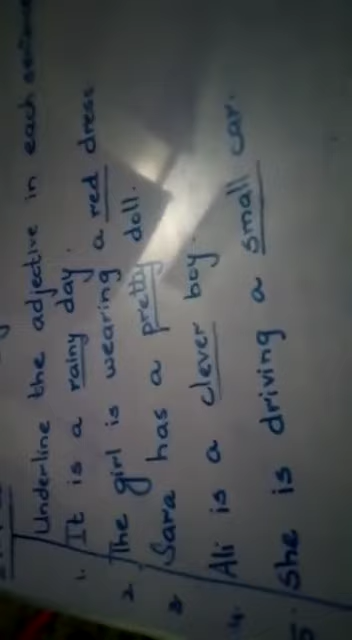 Underline the adjective in each
1. It is a rainy day.
2. The girl is wearing a red dress
3. Sara has a pretty doll.
4. Ali is a clever boy.
5. She is driving a small car.